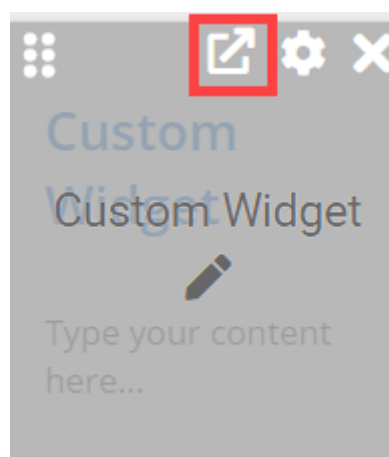 Custom
Widget
Custom Widget
Type your content
here...